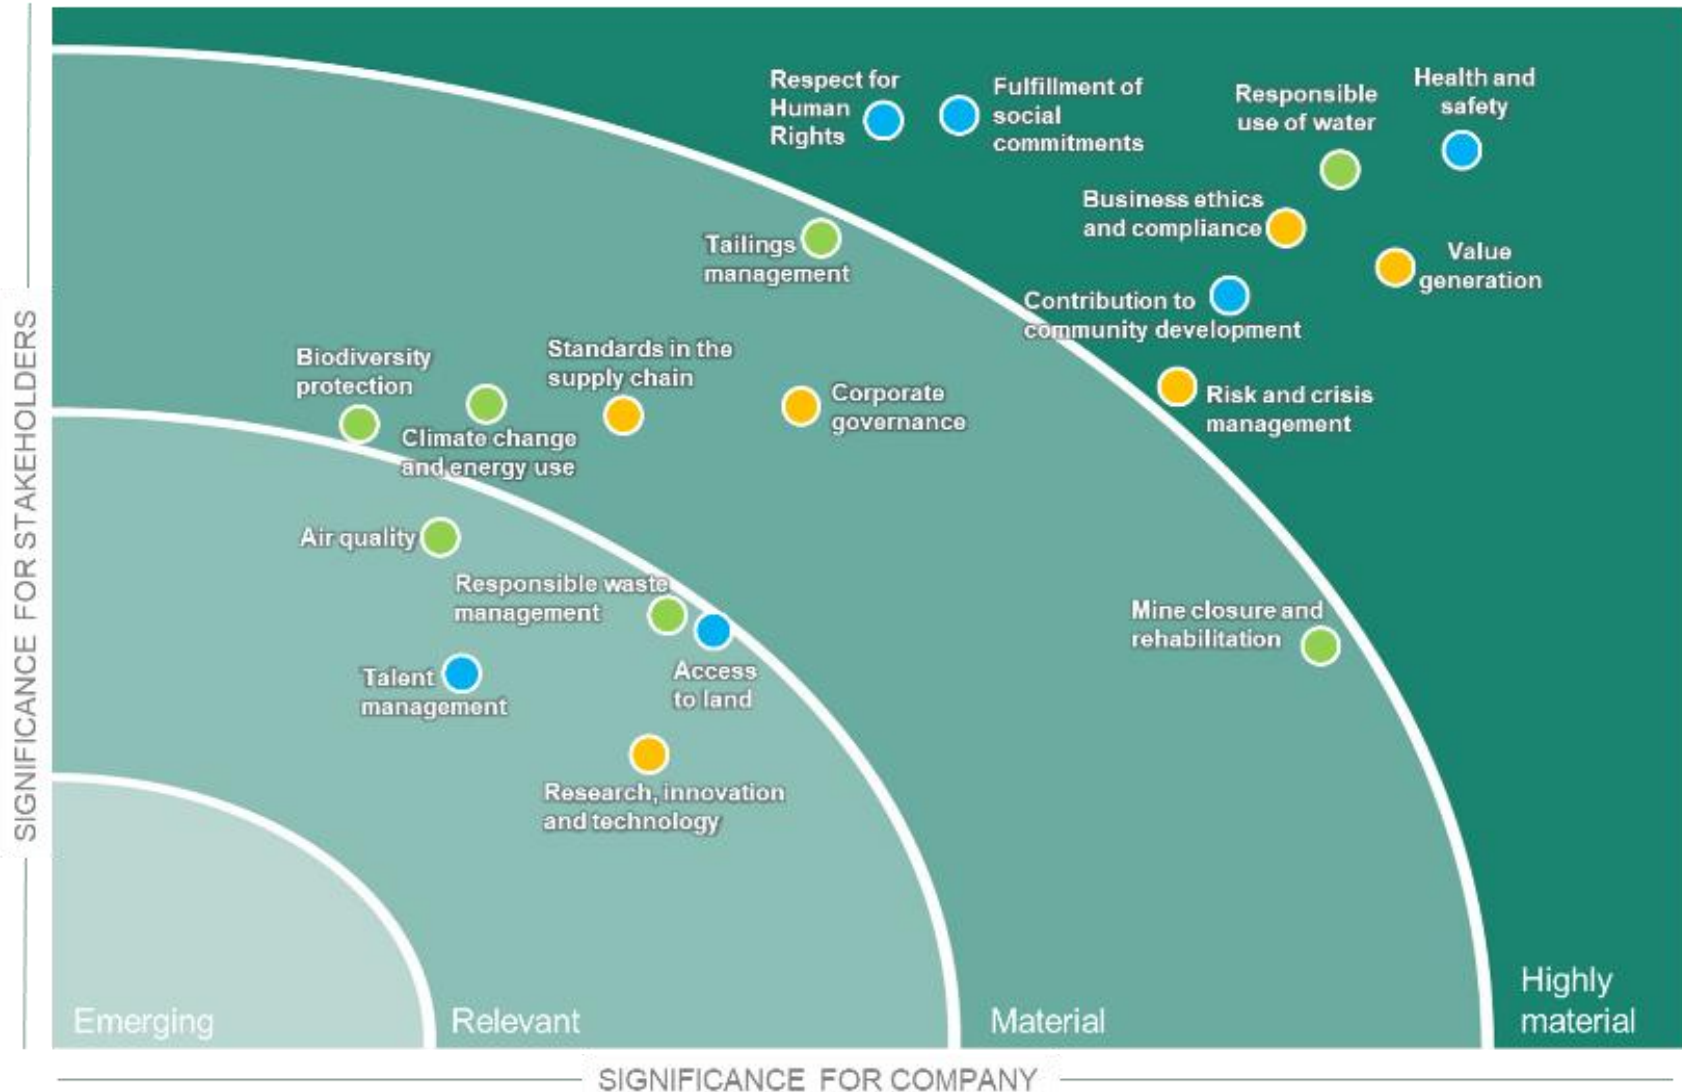 SIGNIFICANCE FOR STAKEHOLDERS
Respect for
Human
Rights
Fulfillment of
social
commitments
Responsible
use of water
Health and
safety
Business ethics
and compliance
Value
generation
Tailings
management
Contribution to
community development
Biodiversity
protection
Standards in the
supply chain
Corporate
governance
Risk and crisis
management
Climate change
and energy use
Air quality
Responsible waste
management
Mine closure and
rehabilitation
Talent
management
Access
to land
Research, innovation
and technology
Emerging
Relevant
Material
Highly
material
SIGNIFICANCE FOR COMPANY